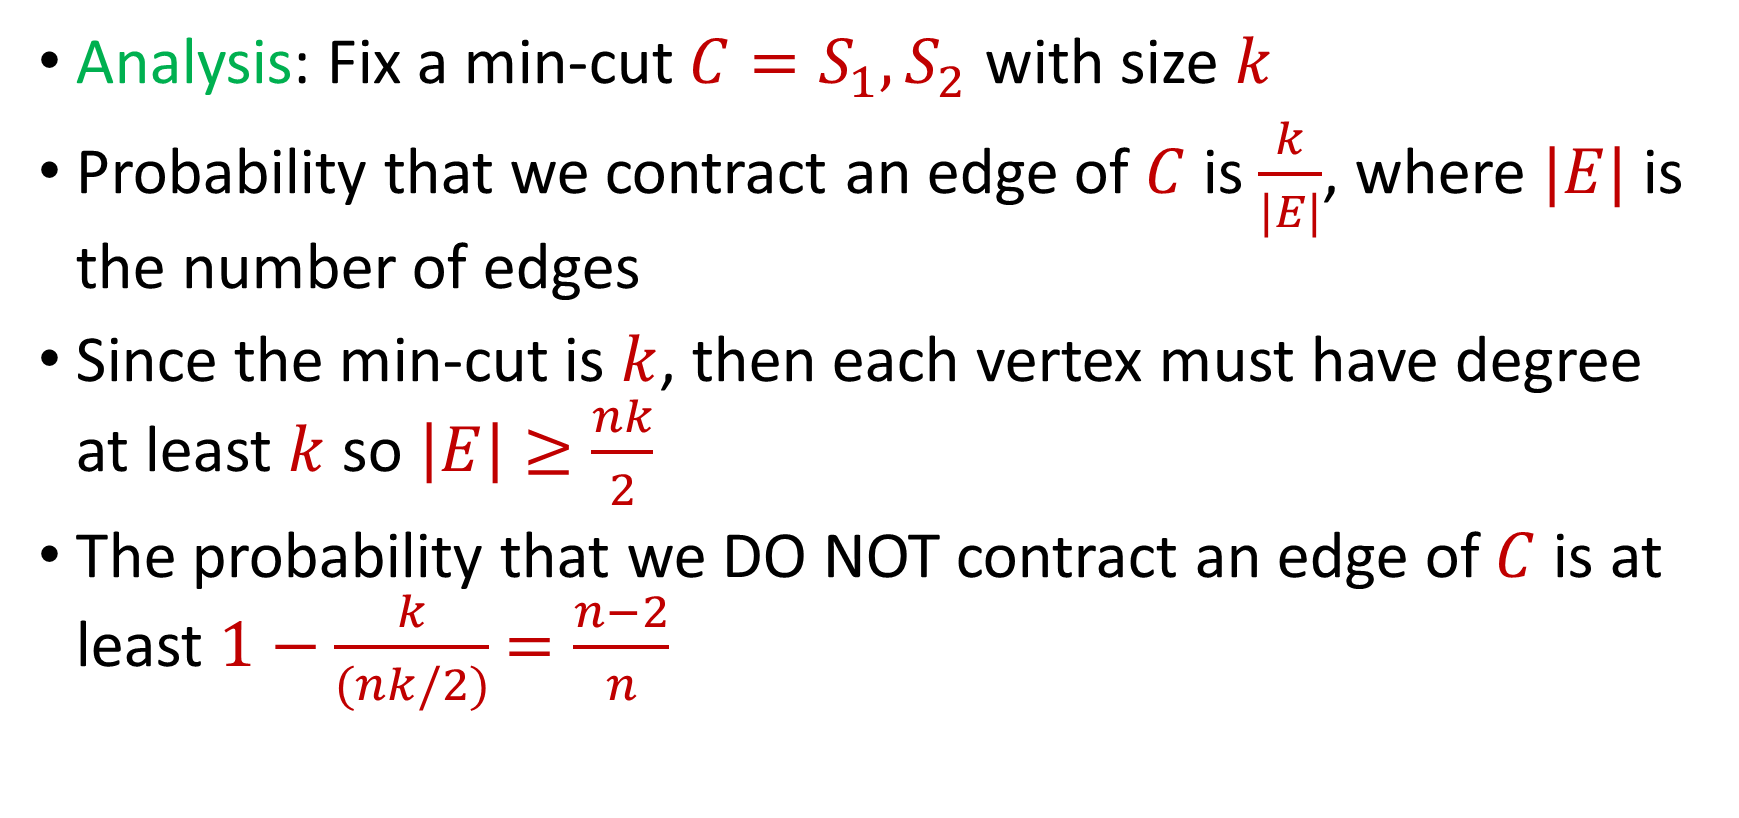 • Analysis: Fix a min-cut C = S₁, S₂ with size k
• Probability that we contract an edge of C is k/|E|, where |E| is
the number of edges
• Since the min-cut is k, then each vertex must have degree
at least k so |E| ≥ nk/2
• The probability that we DO NOT contract an edge of C is at
least 1 − k/(nk/2) = n−2/n